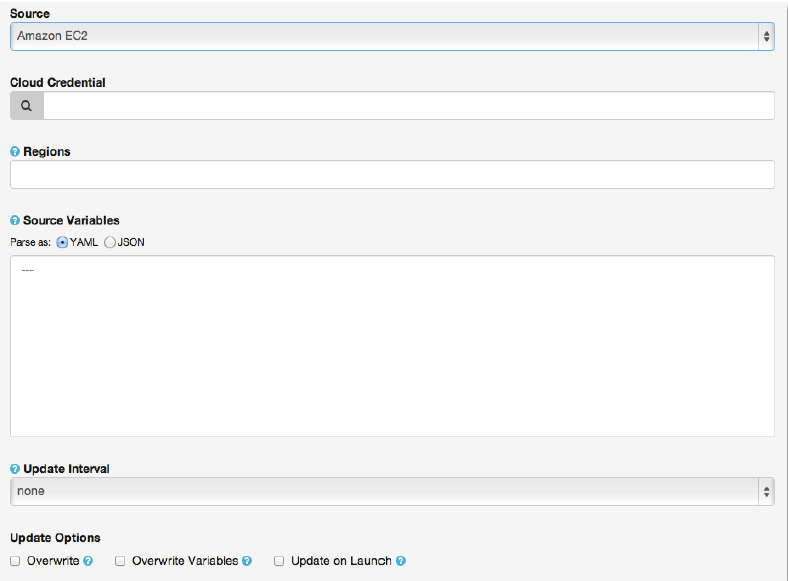 Source
Amazon EC2
Cloud Credential
? Regions
? Source Variables
Parse as: YAML JSON
---
? Update Interval
none
Update Options
Overwrite ? Overwrite Variables ? Update on Launch ?